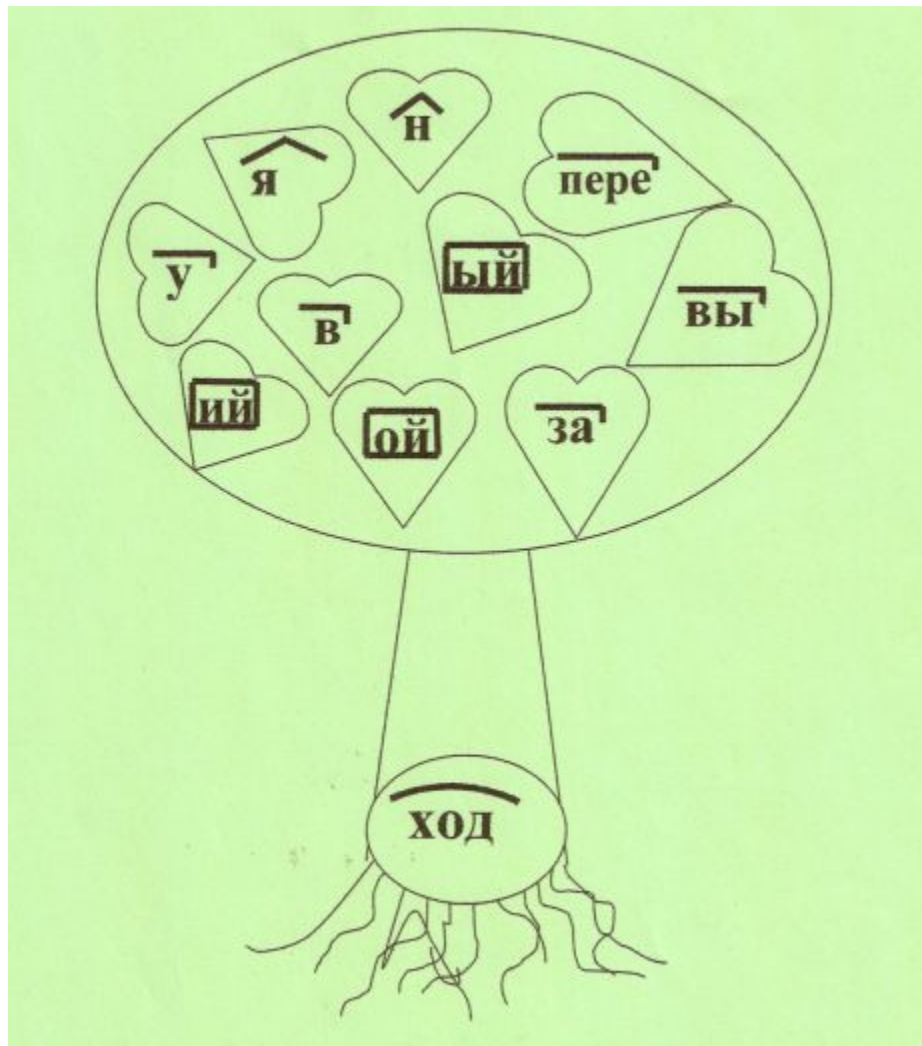 н
я
пере
у
ый
в
вы
ий
ой
за
ход